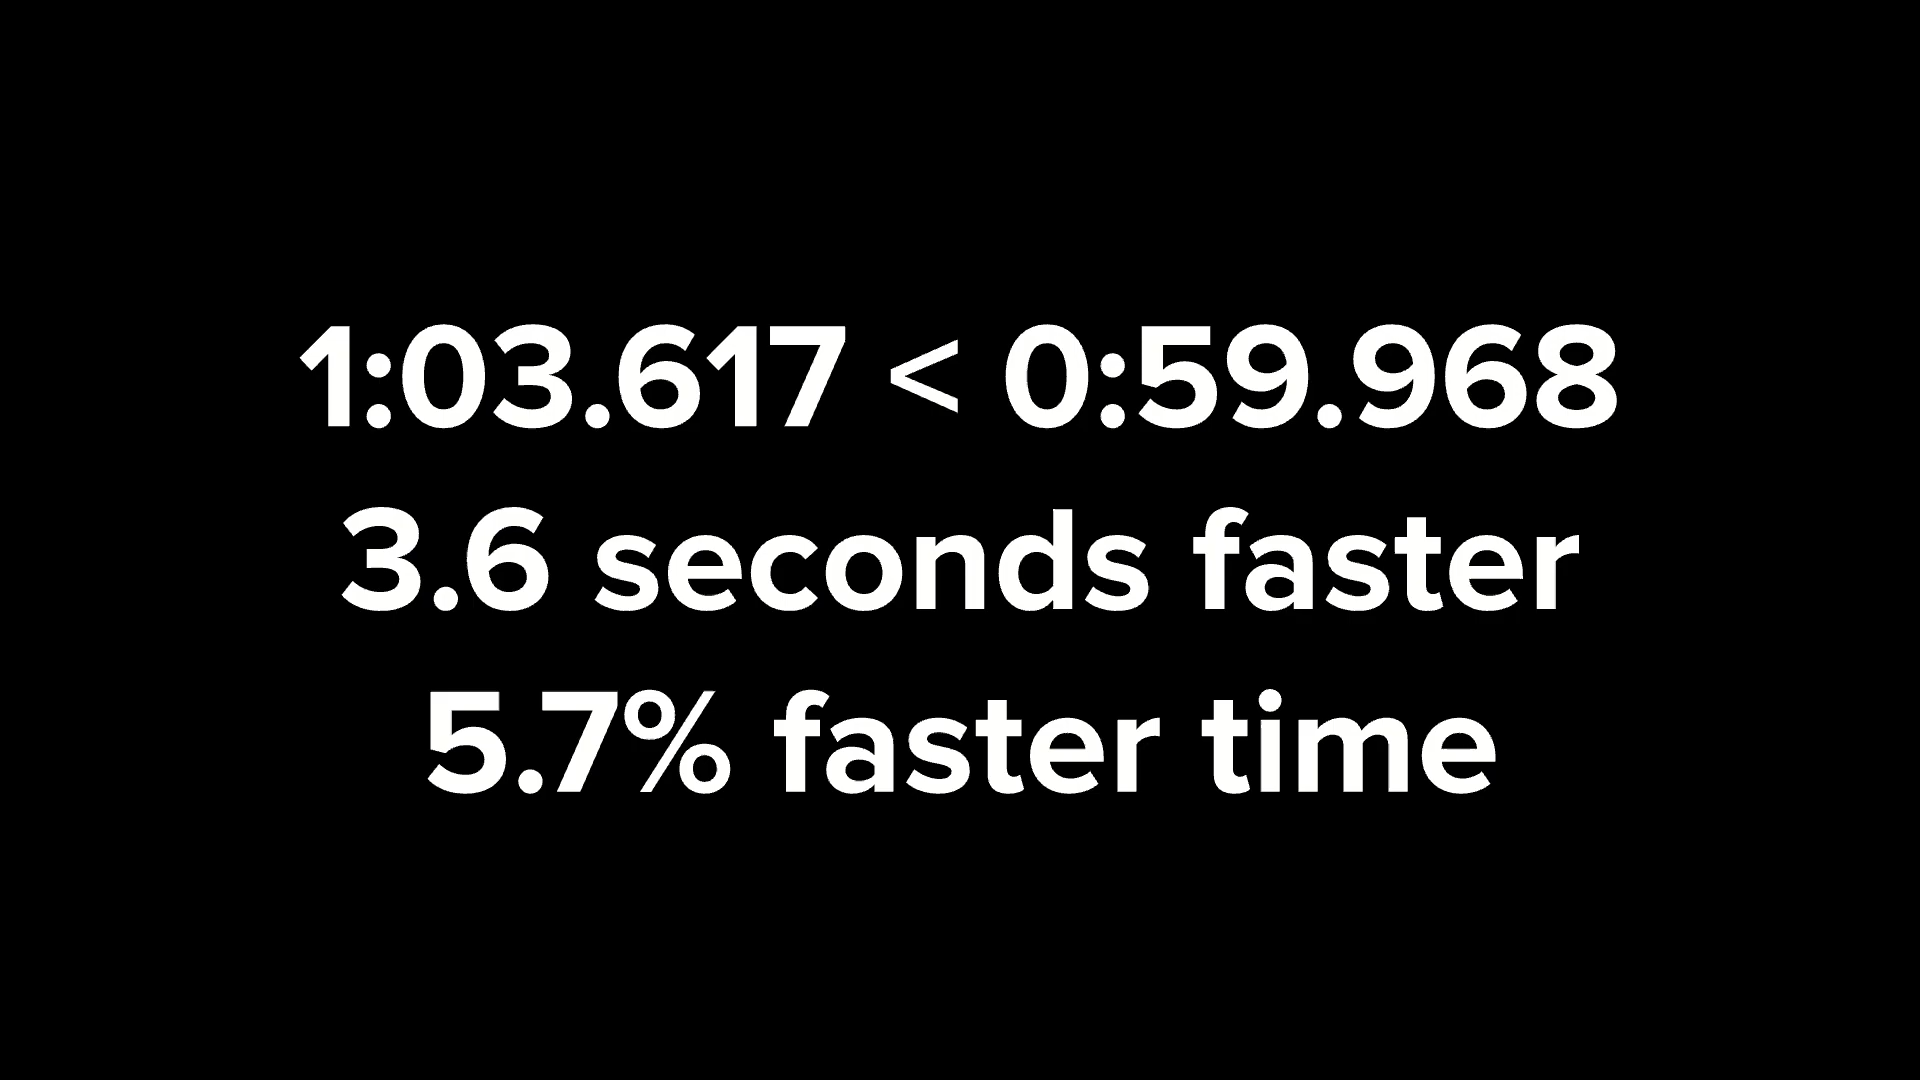 1:03.617 < 0:59.968
3.6 seconds faster
5.7% faster time